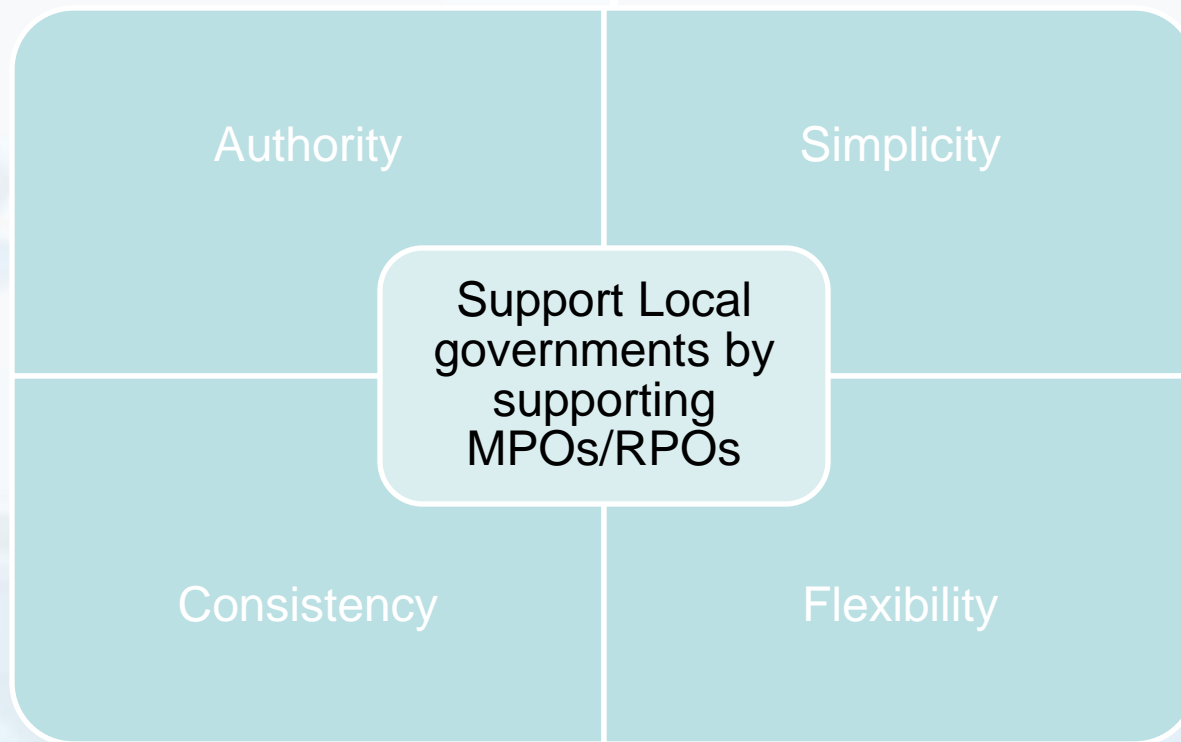 Authority
Simplicity
Support Local
governments by
supporting
MPOs/RPOs
Consistency
Flexibility